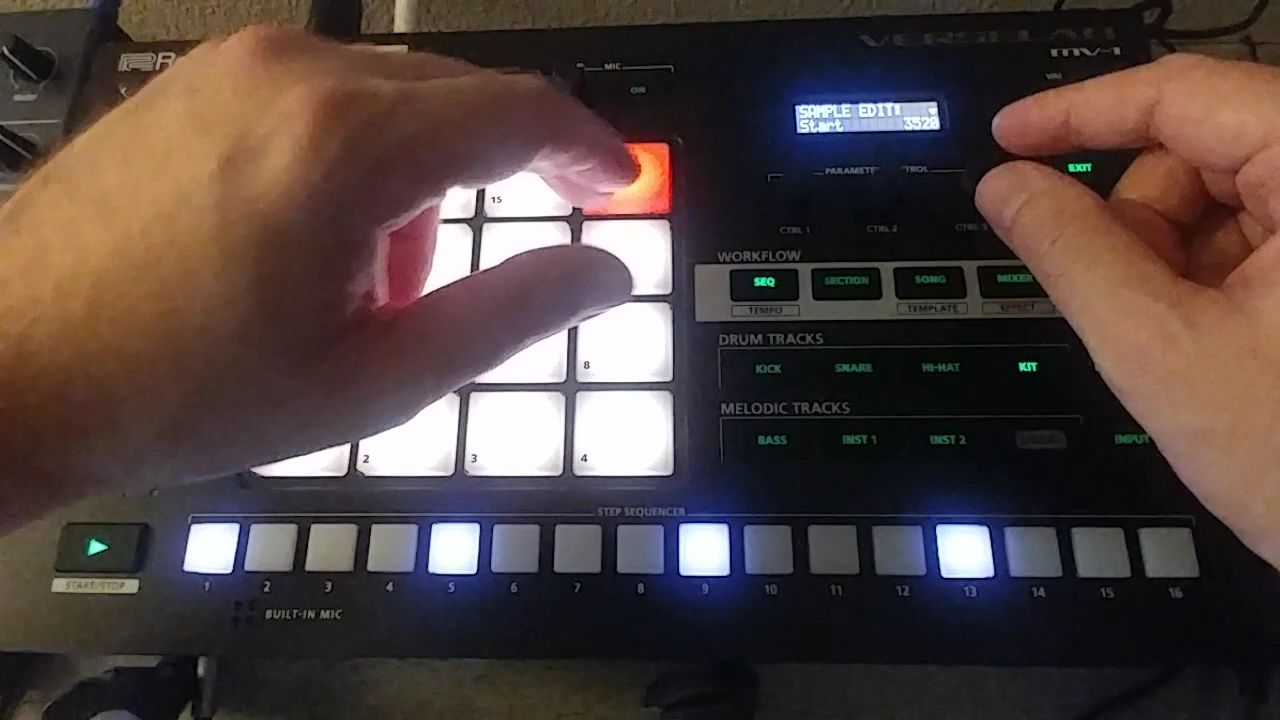 VERSELAB
MV-1
MIC
ON
SAMPLE EDIT:
Start 3520
EXIT
15
CTRL 1
CTRL 2
WORKFLOW
SEQ
SECTION
SONG
MIXER
TEMPO
TEMPLATE
EFFECT
DRUM TRACKS
KICK
SNARE
HI-HAT
KIT
8
MELODIC TRACKS
BASS
INST 1
INST 2
INPUT
2
3
4
STEP SEQUENCER
START/STOP
1
2
3
4
5
6
7
8
9
10
11
12
13
14
15
16
BUILT-IN MIC